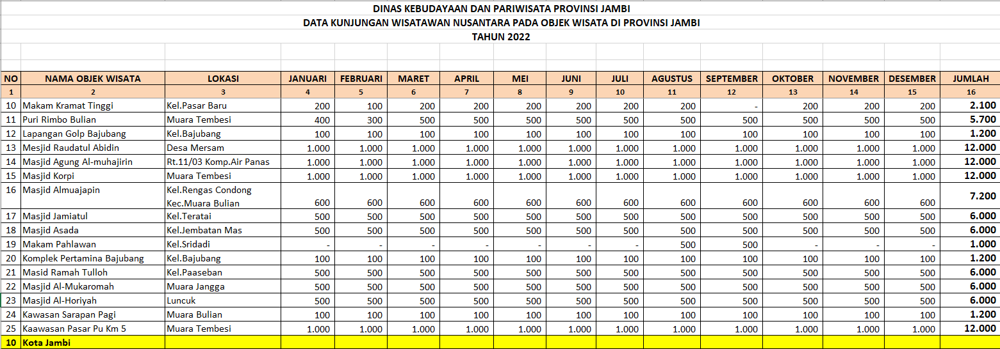 DINAS KEBUDAYAAN DAN PARIWISATA PROVINSI JAMBI
DATA KUNJUNGAN WISATAWAN NUSANTARA PADA OBJEK WISATA DI PROVINSI JAMBI
TAHUN 2022
NO NAMA OBJEK WISATA LOKASI JANUARI FEBRUARI MARET APRIL MEI JUNI JULI AGUSTUS SEPTEMBER OKTOBER NOVEMBER DESEMBER JUMLAH
1 2 3 4 5 6 7 8 9 10 11 12 13 14 15 16
10 Makam Kramat Tinggi Kel.Pasar Baru 200 100 200 200 200 200 200 200 - 200 200 200 2.100
11 Puri Rimbo Bulian Muara Tembesi 400 300 500 500 500 500 500 500 500 500 500 500 5.700
12 Lapangan Golp Bajubang Kel.Bajubang 100 100 100 100 100 100 100 100 100 100 100 100 1.200
13 Mesjid Raudatul Abidin Desa Mersam 1.000 1.000 1.000 1.000 1.000 1.000 1.000 1.000 1.000 1.000 1.000 1.000 12.000
14 Masjid Agung Al-muhajirin Rt.11/03 Komp.Air Panas 1.000 1.000 1.000 1.000 1.000 1.000 1.000 1.000 1.000 1.000 1.000 1.000 12.000
15 Masjid Korpi Muara Tembesi 1.000 1.000 1.000 1.000 1.000 1.000 1.000 1.000 1.000 1.000 1.000 1.000 12.000
16 Masjid Almuajapin Kel.Rengas Condong
Kec.Muara Bulian 600 600 600 600 600 600 600 600 600 600 600 600 7.200
17 Masjid Jamiatul Kel.Teratai 500 500 500 500 500 500 500 500 500 500 500 500 6.000
18 Masjid Asada Kel.Jembatan Mas 500 500 500 500 500 500 500 500 500 500 500 500 6.000
19 Makam Pahlawan Kel.Sridadi - - - - - - - 500 500 - - - 1.000
20 Komplek Pertamina Bajubang Kel.Bajubang 100 100 100 100 100 100 100 100 100 100 100 100 1.200
21 Masid Ramah Tulloh Kel.Paaseban 500 500 500 500 500 500 500 500 500 500 500 500 6.000
22 Masjid Al-Mukaromah Muara Jangga 500 500 500 500 500 500 500 500 500 500 500 500 6.000
23 Masjid Al-Horiyah Luncuk 500 500 500 500 500 500 500 500 500 500 500 500 6.000
24 Kawasan Sarapan Pagi Muara Bulian 100 100 100 100 100 100 100 100 100 100 100 100 1.200
25 Kaawasan Pasar Pu Km 5 Muara Tembesi 1.000 1.000 1.000 1.000 1.000 1.000 1.000 1.000 1.000 1.000 1.000 1.000 12.000
10 Kota Jambi